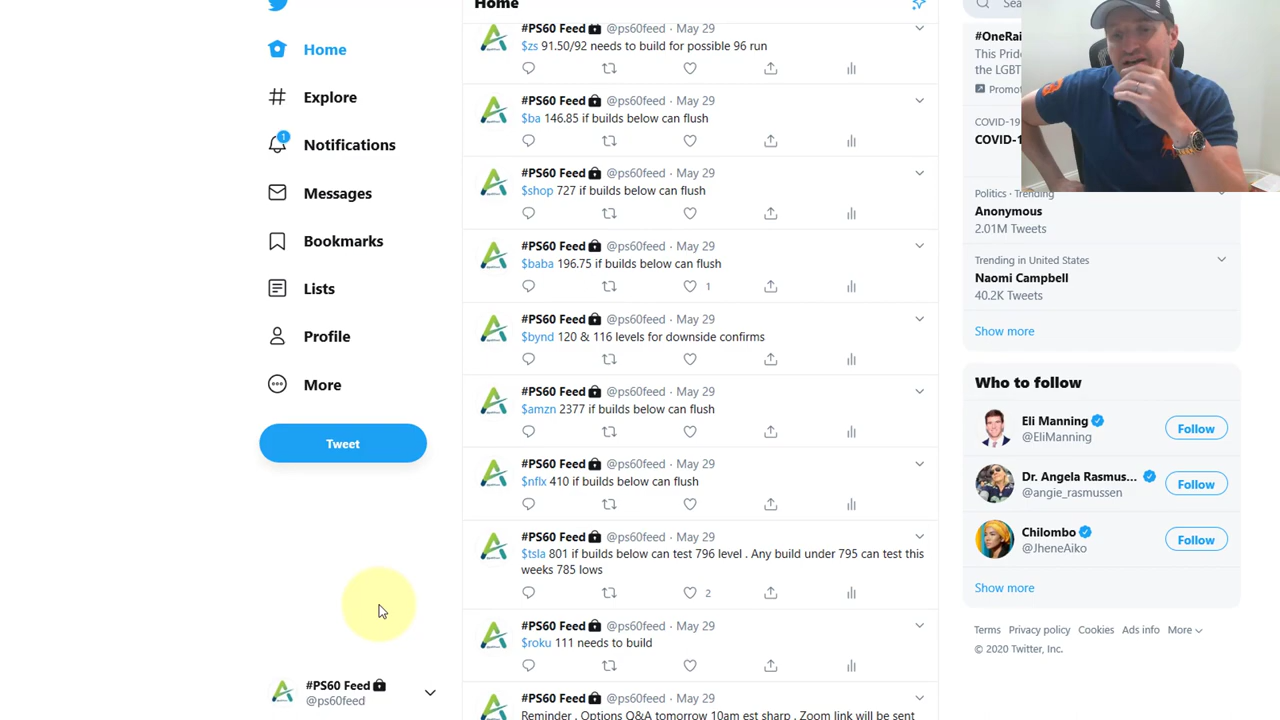 Home
Explore
1
Notifications
Messages
Bookmarks
Lists
Profile
More
Tweet
#PS60 Feed
@ps60feed
Home
#PS60 Feed @ps60feed · May 29
$zs 91.50/92 needs to build for possible 96 run
#PS60 Feed @ps60feed · May 29
$ba 146.85 if builds below can flush
#PS60 Feed @ps60feed · May 29
$shop 727 if builds below can flush
#PS60 Feed @ps60feed · May 29
$baba 196.75 if builds below can flush
1
#PS60 Feed @ps60feed · May 29
$bynd 120 & 116 levels for downside confirms
#PS60 Feed @ps60feed · May 29
$amzn 2377 if builds below can flush
#PS60 Feed @ps60feed · May 29
$nflx 410 if builds below can flush
#PS60 Feed @ps60feed · May 29
$tsla 801 if builds below can test 796 level . Any build under 795 can test this
weeks 785 lows
2
#PS60 Feed @ps60feed · May 29
$roku 111 needs to build
#PS60 Feed @ps60feed · May 29
Reminder . Options Q&A tomorrow 10am est sharp . Zoom link will be sent
#OneRai
This Prid
the LGBT
Promot
COVID-19
COVID-1
Politics · Trending
Anonymous
2.01M Tweets
Trending in United States
Naomi Campbell
40.2K Tweets
Show more
Who to follow
Eli Manning
@EliManning
Follow
Dr. Angela Rasmus...
@angie_rasmussen
Follow
Chilombo
@JheneAiko
Follow
Show more
Terms Privacy policy Cookies Ads info More
© 2020 Twitter, Inc.